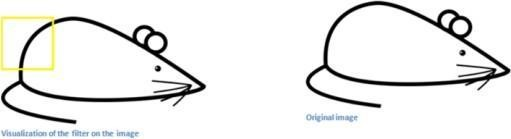 Visualization of the filter on the image
Original image